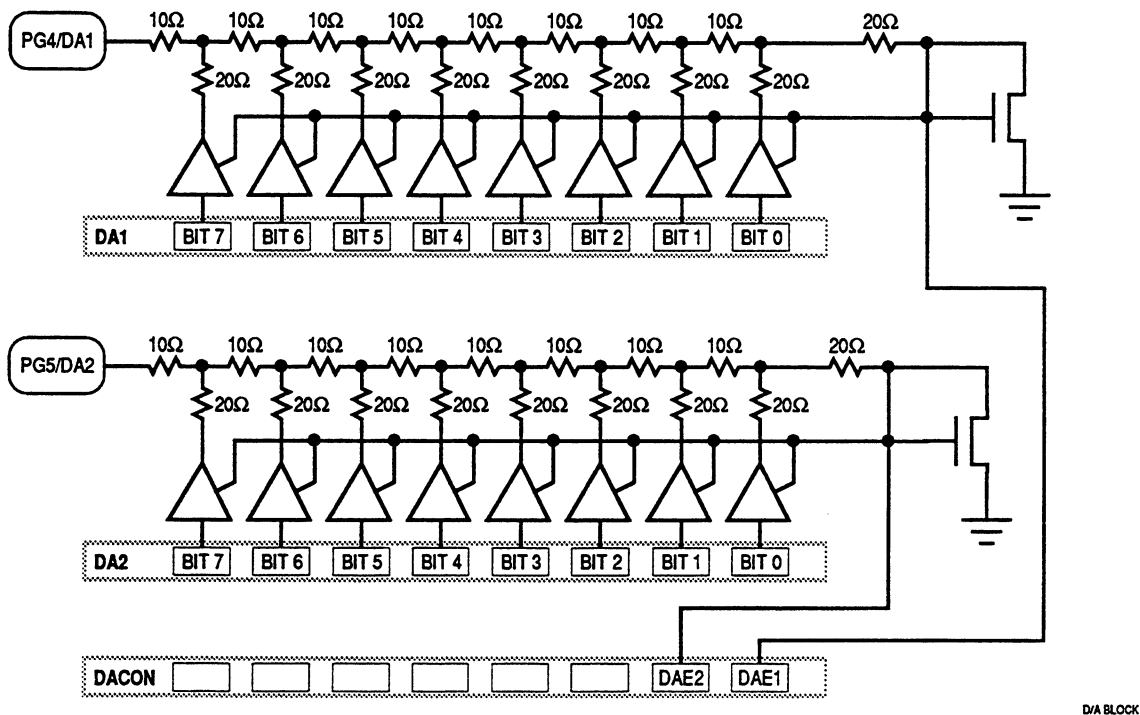 10Ω 10Ω 10Ω 10Ω 10Ω 10Ω 10Ω 10Ω 20Ω
PG4/DA1
20Ω 20Ω 20Ω 20Ω 20Ω 20Ω 20Ω 20Ω
DA1 BIT 7 BIT 6 BIT 5 BIT 4 BIT 3 BIT 2 BIT 1 BIT 0
10Ω 10Ω 10Ω 10Ω 10Ω 10Ω 10Ω 10Ω 20Ω
PG5/DA2
20Ω 20Ω 20Ω 20Ω 20Ω 20Ω 20Ω 20Ω
DA2 BIT 7 BIT 6 BIT 5 BIT 4 BIT 3 BIT 2 BIT 1 BIT 0
DACON DAE2 DAE1
D/A BLOCK